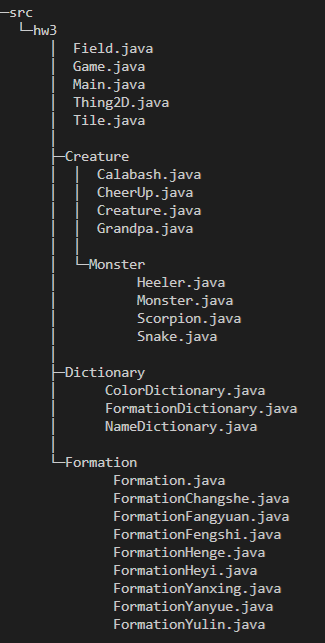 src
hw3
Field.java
Game.java
Main.java
Thing2D.java
Tile.java
Creature
Calabash.java
CheerUp.java
Creature.java
Grandpa.java
Monster
Heeler.java
Monster.java
Scorpion.java
Snake.java
Dictionary
ColorDictionary.java
FormationDictionary.java
NameDictionary.java
Formation
Formation.java
FormationChangshe.java
FormationFangyuan.java
FormationFengshi.java
FormationHenge.java
FormationHeyi.java
FormationYanxing.java
FormationYanyue.java
FormationYulin.java